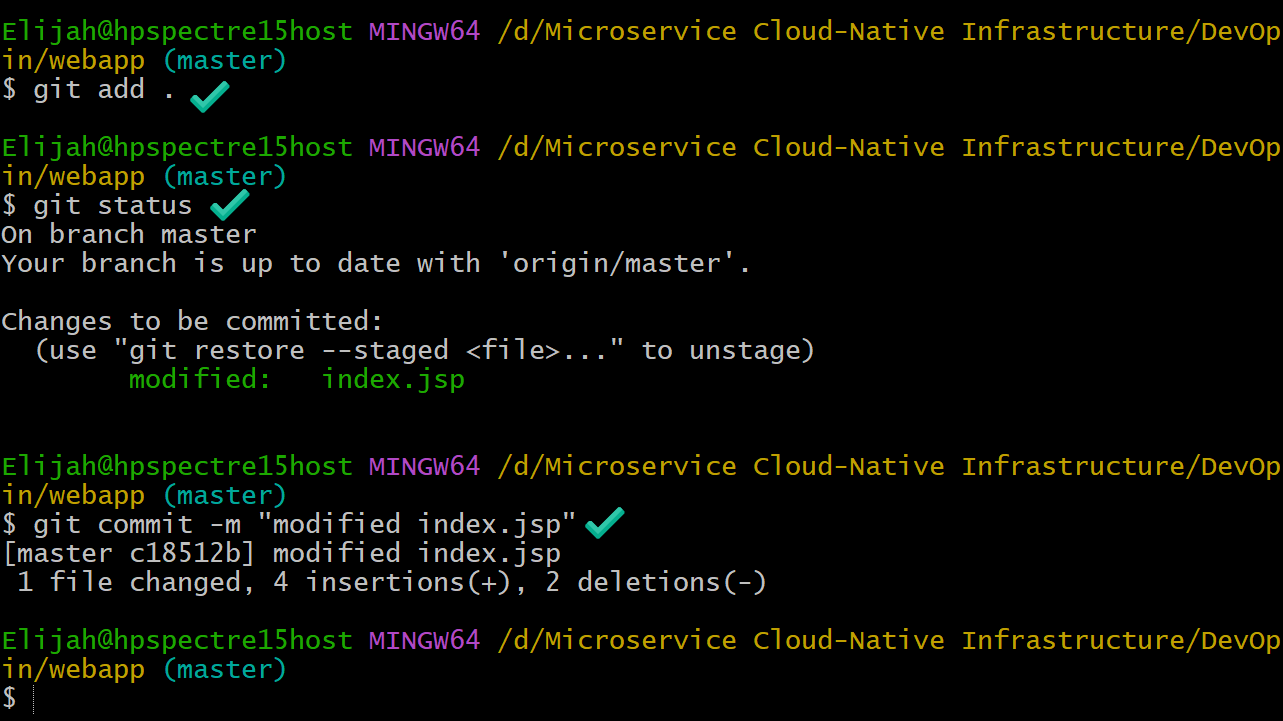 Elijah@hpspectre15host MINGW64 /d/Microservice Cloud-Native Infrastructure/DevOp
in/webapp (master)
$ git add .
Elijah@hpspectre15host MINGW64 /d/Microservice Cloud-Native Infrastructure/DevOp
in/webapp (master)
$ git status
On branch master
Your branch is up to date with 'origin/master'.
Changes to be committed:
  (use "git restore --staged <file>..." to unstage)
        modified:   index.jsp
Elijah@hpspectre15host MINGW64 /d/Microservice Cloud-Native Infrastructure/DevOp
in/webapp (master)
$ git commit -m "modified index.jsp"
[master c18512b] modified index.jsp
 1 file changed, 4 insertions(+), 2 deletions(-)
Elijah@hpspectre15host MINGW64 /d/Microservice Cloud-Native Infrastructure/DevOp
in/webapp (master)
$